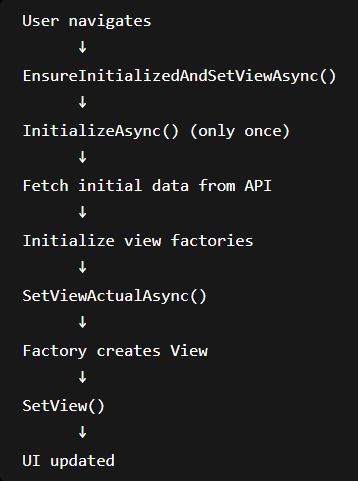 User navigates
↓
EnsureInitializedAndSetViewAsync()
↓
InitializeAsync() (only once)
↓
Fetch initial data from API
↓
Initialize view factories
↓
SetViewActualAsync()
↓
Factory creates View
↓
SetView()
↓
UI updated